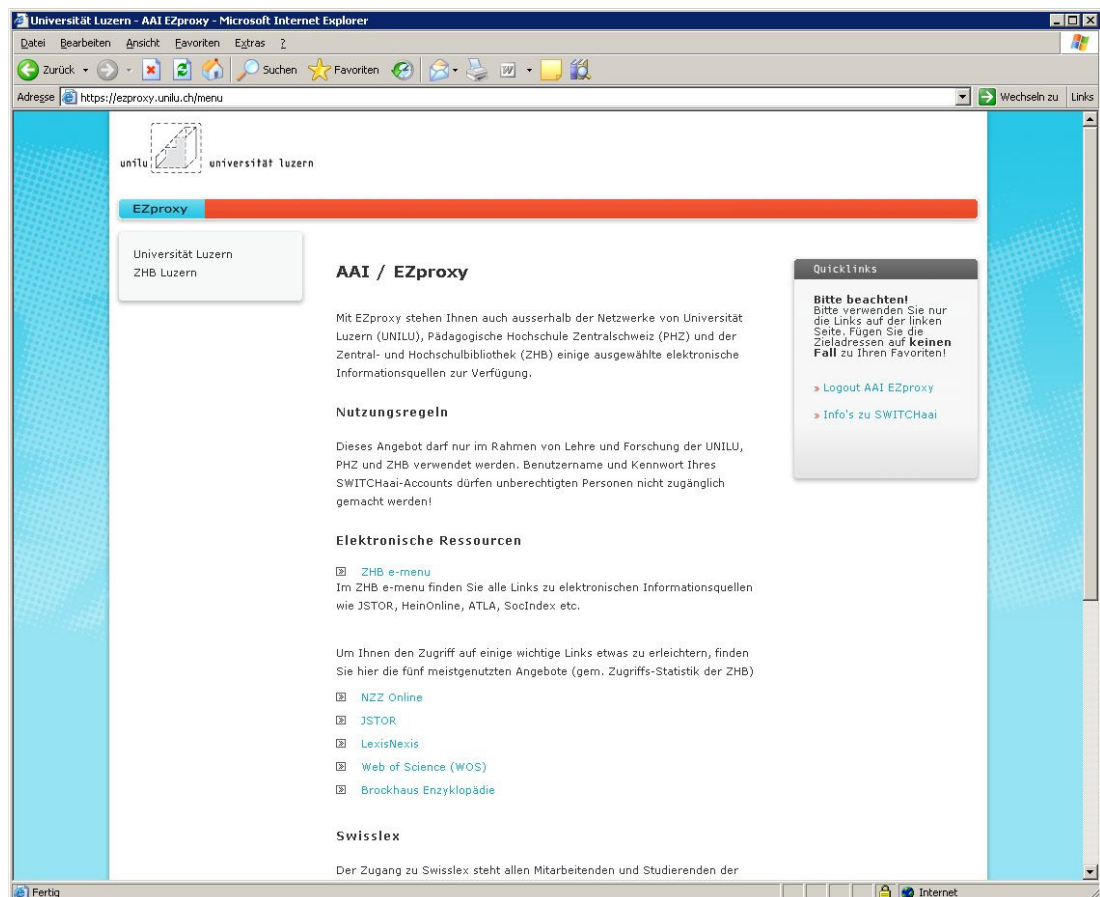 Universität Luzern - AAI EZproxy - Microsoft Internet Explorer
Datei Bearbeiten Ansicht Favoriten Extras ?
Zurück Suchen Favoriten
Adresse https://ezproxy.unilu.ch/menu Wechseln zu Links
unilu universität luzern
EZproxy
Universität Luzern
ZHB Luzern
AAI / EZproxy
Mit EZproxy stehen Ihnen auch ausserhalb der Netzwerke von Universität
Luzern (UNILU), Pädagogische Hochschule Zentralschweiz (PHZ) und der
Zentral- und Hochschulbibliothek (ZHB) einige ausgewählte elektronische
Informationsquellen zur Verfügung.
Nutzungsregeln
Dieses Angebot darf nur im Rahmen von Lehre und Forschung der UNILU,
PHZ und ZHB verwendet werden. Benutzername und Kennwort Ihres
SWITCHaai-Accounts dürfen unberechtigten Personen nicht zugänglich
gemacht werden!
Elektronische Ressourcen
ZHB e-menu
Im ZHB e-menu finden Sie alle Links zu elektronischen Informationsquellen
wie JSTOR, HeinOnline, ATLA, SocIndex etc.
Um Ihnen den Zugriff auf einige wichtige Links etwas zu erleichtern, finden
Sie hier die fünf meistgenutzten Angebote (gem. Zugriffs-Statistik der ZHB)
NZZ Online
JSTOR
LexisNexis
Web of Science (WOS)
Brockhaus Enzyklopädie
Swisslex
Der Zugang zu Swisslex steht allen Mitarbeitenden und Studierenden der
Quicklinks
Bitte beachten!
Bitte verwenden Sie nur
die Links auf der linken
Seite. Fügen Sie die
Zieladressen auf keinen
Fall zu Ihren Favoriten!
» Logout AAI EZproxy
» Info's zu SWITCHaai
Fertig Internet